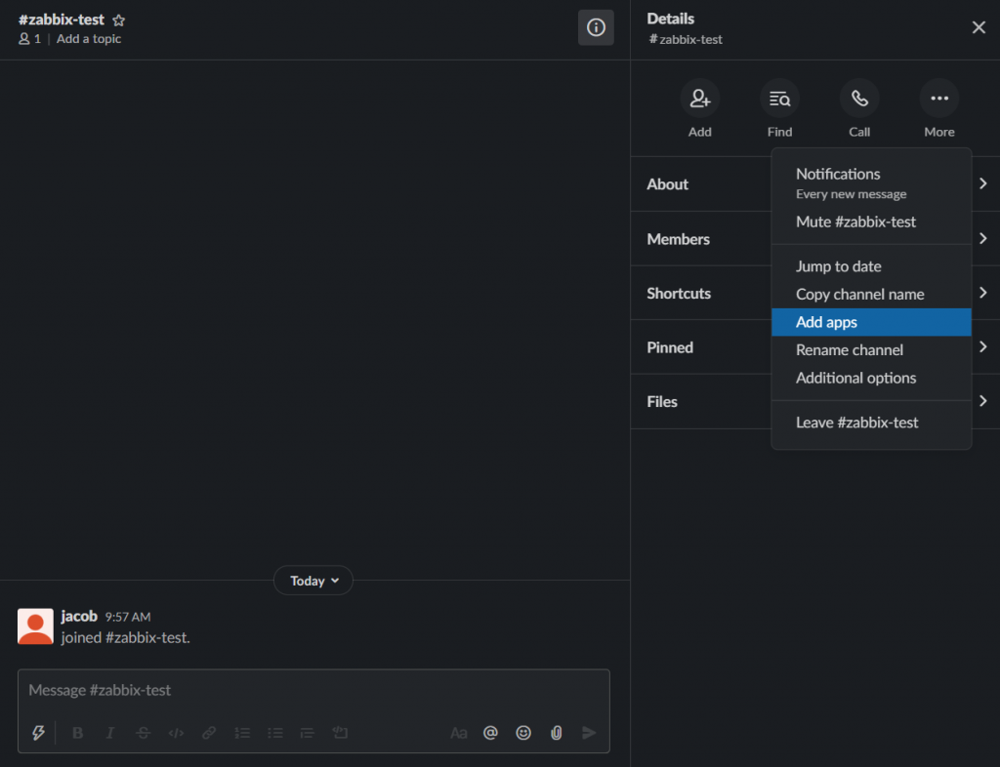 #zabbix-test
1 | Add a topic
Details
#zabbix-test
Add
Find
Call
More
About
Members
Shortcuts
Pinned
Files
Notifications
Every new message
Mute #zabbix-test
Jump to date
Copy channel name
Add apps
Rename channel
Additional options
Leave #zabbix-test
Today
jacob 9:57 AM
joined #zabbix-test.
Message #zabbix-test
B I S </> Aa @